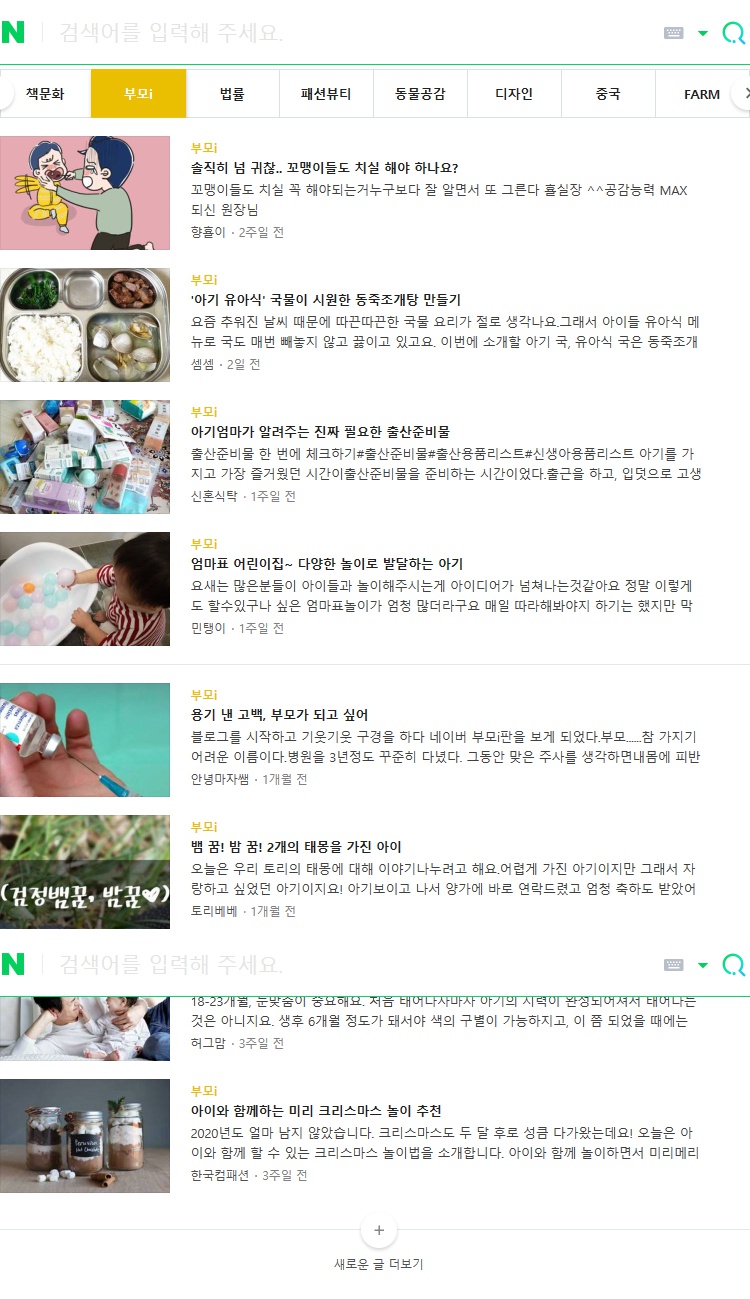 N 검색어를 입력해 주세요.
책문화 부모i 법률 패션뷰티 동물공감 디자인 중국 FARM
부모i
솔직히 넘 귀찮.. 꼬맹이들도 치실 해야 하나요?
꼬맹이들도 치실 꼭 해야되는거누구보다 잘 알면서 또 그른다 횰실장 ^^공감능력 MAX
되신 원장님
향횰이 · 2주일 전
부모i
'아기 유아식' 국물이 시원한 동죽조개탕 만들기
요즘 추워진 날씨 때문에 따끈따끈한 국물 요리가 절로 생각나요.그래서 아이들 유아식 메
뉴로 국도 매번 빼놓지 않고 끓이고 있고요. 이번에 소개할 아기 국, 유아식 국은 동죽조개
셈셈 · 2일 전
부모i
아기엄마가 알려주는 진짜 필요한 출산준비물
출산준비물 한 번에 체크하기#출산준비물#출산용품리스트#신생아용품리스트 아기를 가
지고 가장 즐거웠던 시간이출산준비물을 준비하는 시간이었다.출근을 하고, 입덧으로 고생
신혼식탁 · 1주일 전
부모i
엄마표 어린이집~ 다양한 놀이로 발달하는 아기
요새는 많은분들이 아이들과 놀이해주시는게 아이디어가 넘쳐나는것같아요 정말 이렇게
도 할수있구나 싶은 엄마표놀이가 엄청 많더라구요 매일 따라해봐야지 하기는 했지만 막
민탱이 · 1주일 전
부모i
용기 낸 고백, 부모가 되고 싶어
블로그를 시작하고 기웃기웃 구경을 하다 네이버 부모i판을 보게 되었다.부모......참 가지기
어려운 이름이다.병원을 3년정도 꾸준히 다녔다. 그동안 맞은 주사를 생각하면내몸에 피반
안녕마자쌤 · 1개월 전
부모i
뱀 꿈! 밤 꿈! 2개의 태몽을 가진 아이
오늘은 우리 토리의 태몽에 대해 이야기나누려고 해요.어렵게 가진 아기이지만 그래서 자
랑하고 싶었던 아기이지요! 아기보이고 나서 양가에 바로 연락드렸고 엄청 축하도 받았어
(검정뱀꿈, 밤꿈♥)
토리베베 · 1개월 전
N 검색어를 입력해 주세요.
18-23개월, 눈맞춤이 중요해요. 처음 태어나자마자 아기의 시력이 완성되어져서 태어나는
것은 아니지요. 생후 6개월 정도가 돼서야 색의 구별이 가능하지고, 이 쯤 되었을 때에는
허그맘 · 3주일 전
부모i
아이와 함께하는 미리 크리스마스 놀이 추천
2020년도 얼마 남지 않았습니다. 크리스마스도 두 달 후로 성큼 다가왔는데요! 오늘은 아
이와 함께 할 수 있는 크리스마스 놀이법을 소개합니다. 아이와 함께 놀이하면서 미리메리
한국컴패션 · 3주일 전
새로운 글 더보기